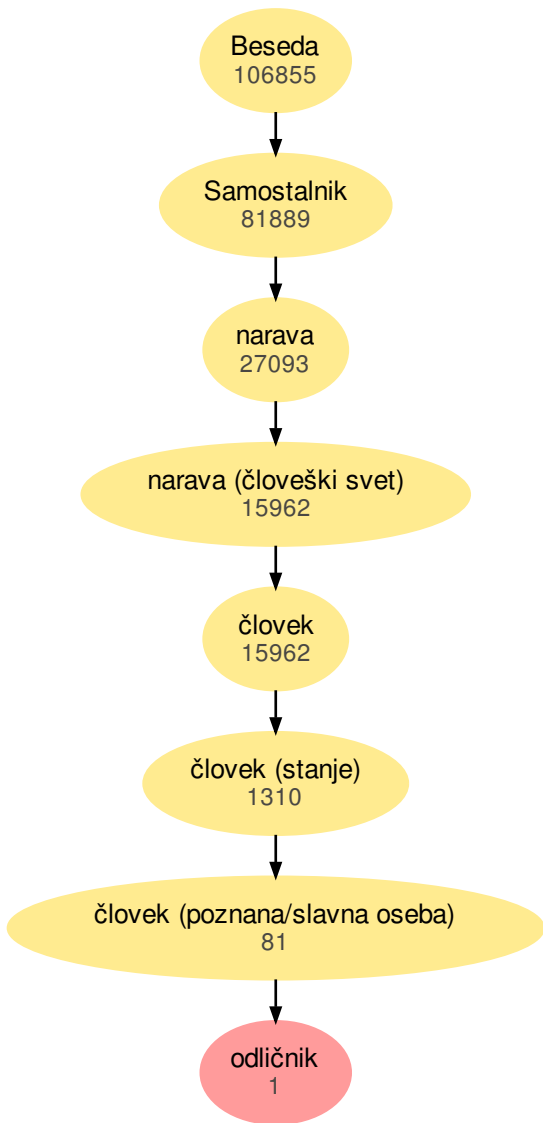 Beseda
106855
Samostalnik
81889
narava
27093
narava (človeški svet)
15962
človek
15962
človek (stanje)
1310
človek (poznana/slavna oseba)
81
odličnik
1